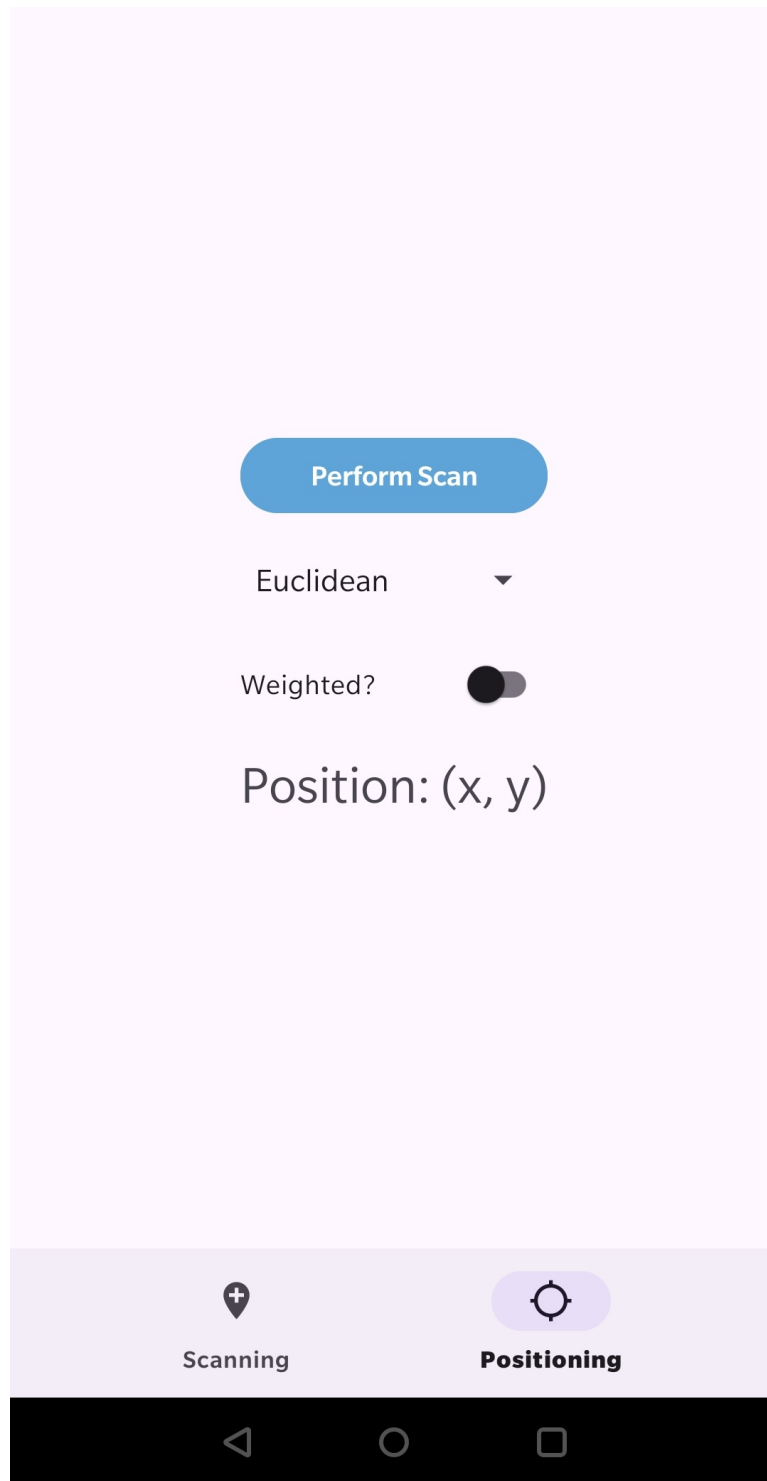 Perform Scan
Euclidean
Weighted?
Position: (x, y)
Scanning
Positioning